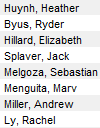 Huynh, Heather
Byus, Ryder
Hillard, Elizabeth
Splaver, Jack
Melgoza, Sebastian
Menguita, Marv
Miller, Andrew
Ly, Rachel